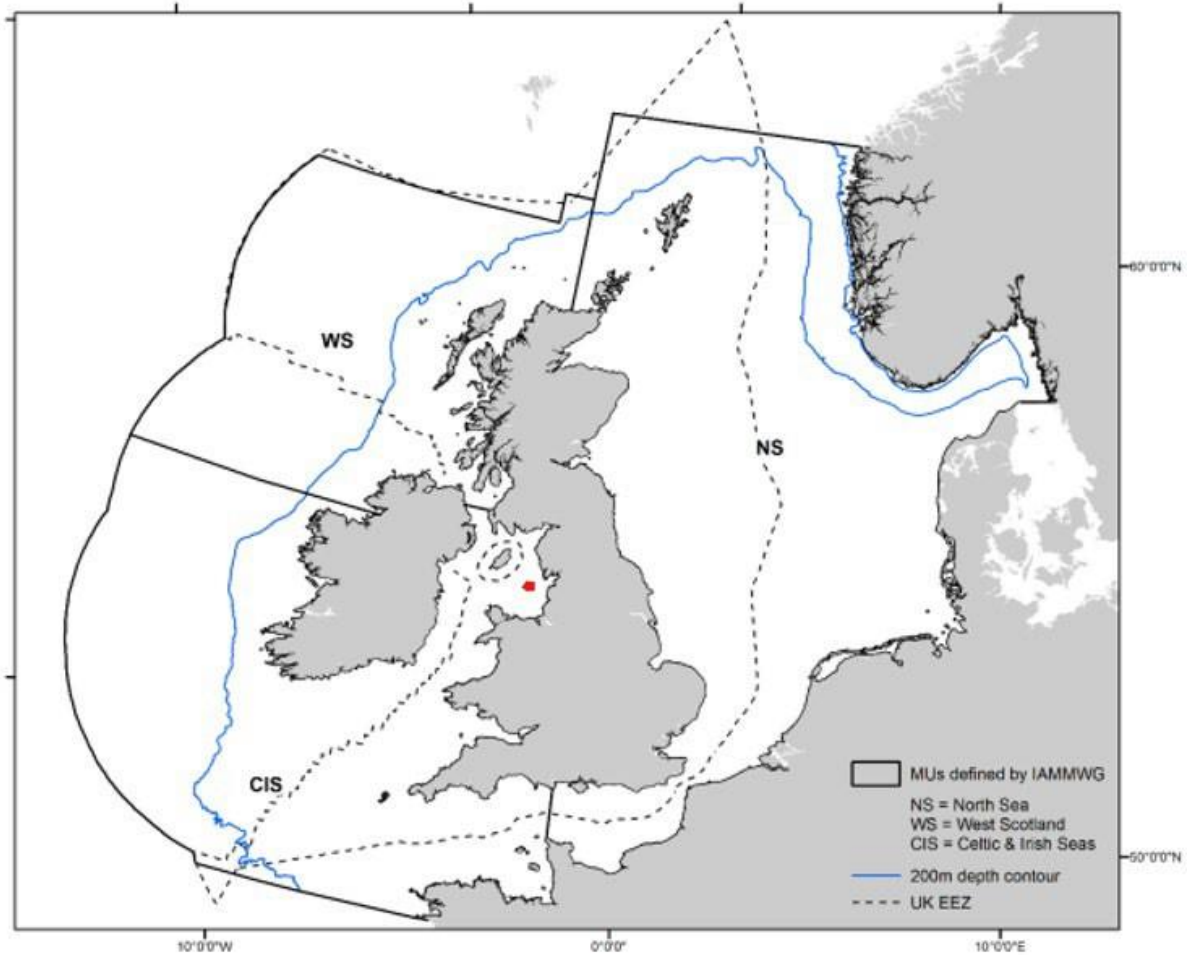 60°0'0"N
WS
NS
CIS
MUs defined by IAMMWG
NS = North Sea
WS = West Scotland
CIS = Celtic & Irish Seas
50°0'0"N
200m depth contour
UK EEZ
10°0'0"W
0°0'0"
10°0'0"E